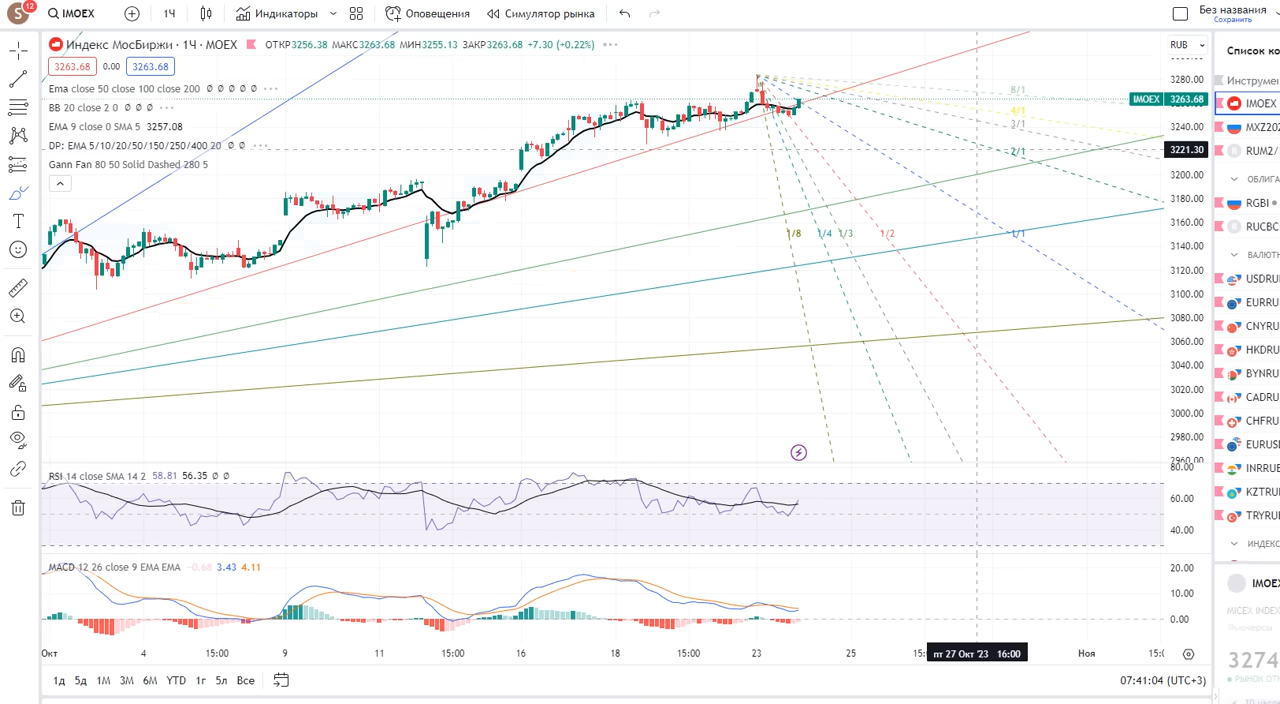 S 12 IMOEX 1Ч Индикаторы Оповещения Симулятор рынка Без названия
Сохранить
Индекс МосБиржи · 1Ч · MOEX ОТКР3256.38 МАКС3263.68 МИН3255.13 ЗАКР3263.68 +7.30 (+0.22%)
3263.68 0.00 3263.68
Ema close 50 close 100 close 200
BB 20 close 2 0
EMA 9 close 0 SMA 5 3257.08
DP: EMA 5/10/20/50/150/250/400 20
Gann Fan 80 50 Solid Dashed 280 5
8/1
4/1
3/1
2/1
1/8 1/4 1/3 1/2 1/1
RUB
3280.00
IMOEX 3263.68
3240.00
3221.30
3200.00
3180.00
3160.00
3140.00
3120.00
3100.00
3080.00
3060.00
3040.00
3020.00
3000.00
2980.00
2960.00
RSI 14 close SMA 14 2 58.81 56.35
80.00
60.00
40.00
MACD 12 26 close 9 EMA EMA −0.68 3.43 4.11
20.00
10.00
0.00
Окт 4 15:00 9 11 15:00 16 18 15:00 23 25 пт 27 Окт '23 16:00 Ноя
1д 5д 1М 3М 6М YTD 1г 5л Все
07:41:04 (UTC+3)
Список ко
Инструмен
IMOEX
MXZ202
RUM2/
ОБЛИГА
RGBI
RUCBC
ВАЛЮТН
USDRU
EURRU
CNYRU
HKDRU
BYNRU
CADRU
CHFRU
EURUS
INRRUB
KZTRU
TRYRU
ИНДЕКС
IMOEX
MICEX INDEX
3274
РЫНОК ОТК